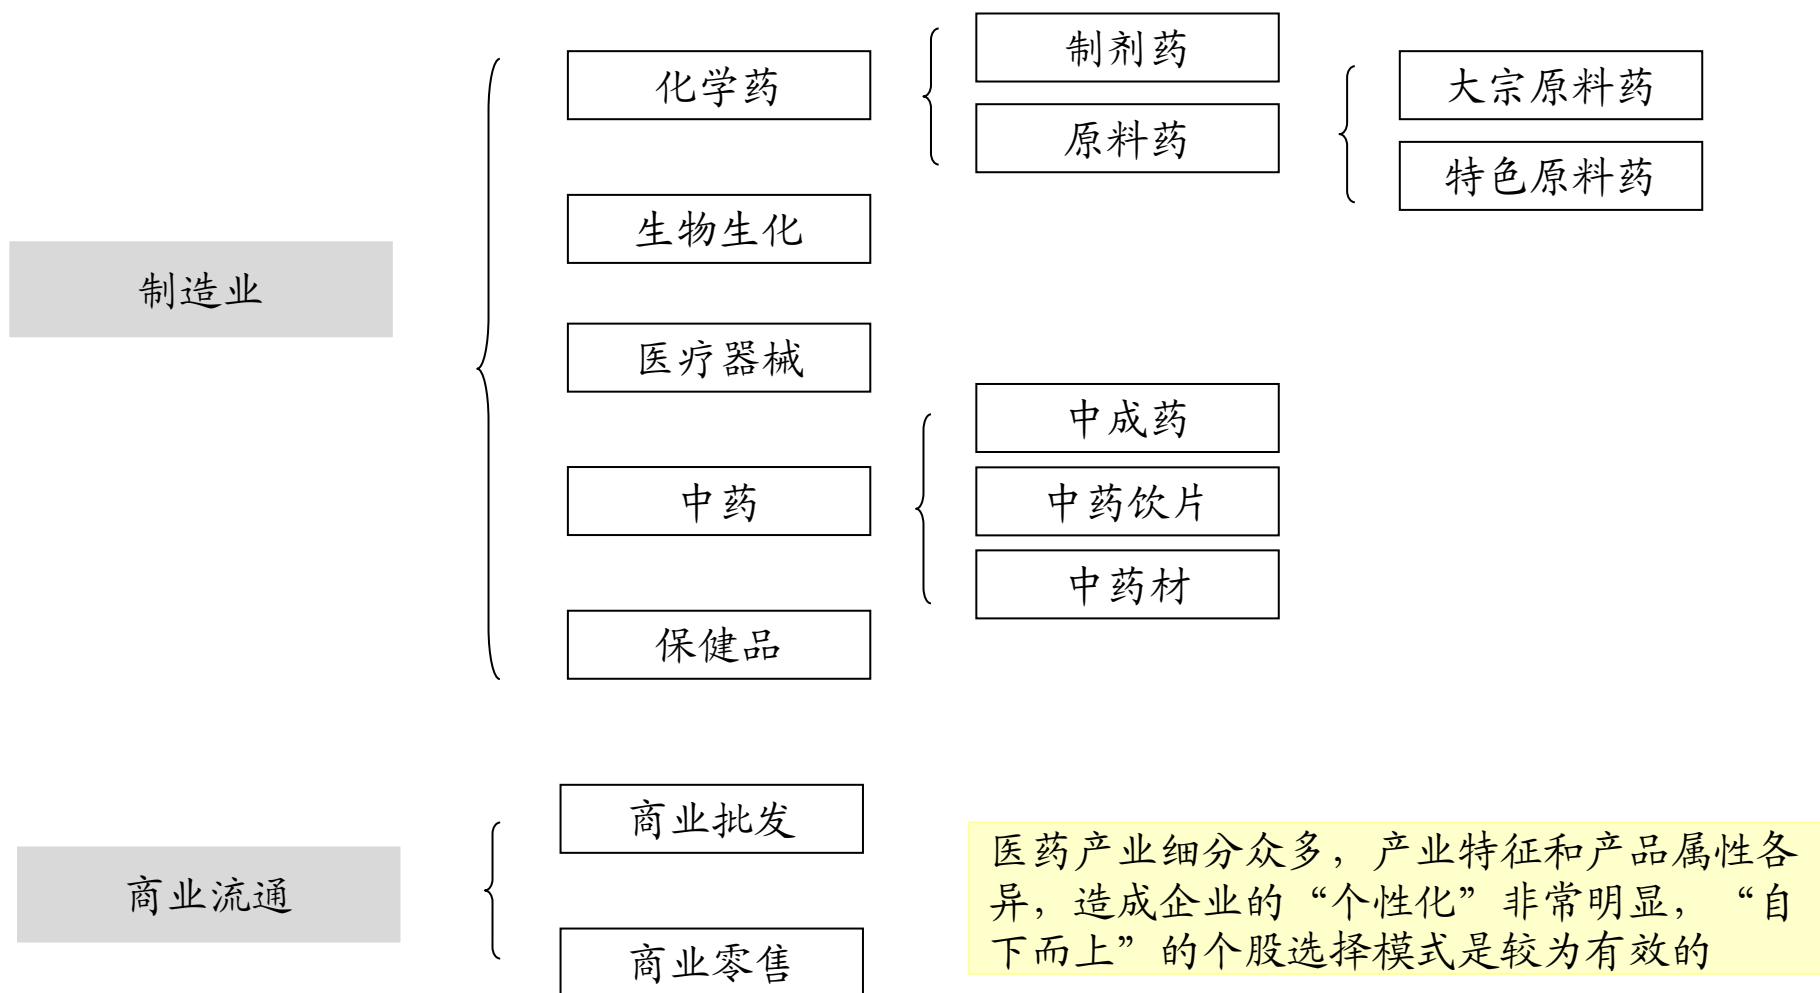 制造业
化学药
制剂药
原料药
大宗原料药
特色原料药
生物生化
医疗器械
中药
中成药
中药饮片
中药材
保健品
商业流通
商业批发
商业零售
医药产业细分众多，产业特征和产品属性各
异，造成企业的“个性化”非常明显，“自
下而上”的个股选择模式是较为有效的